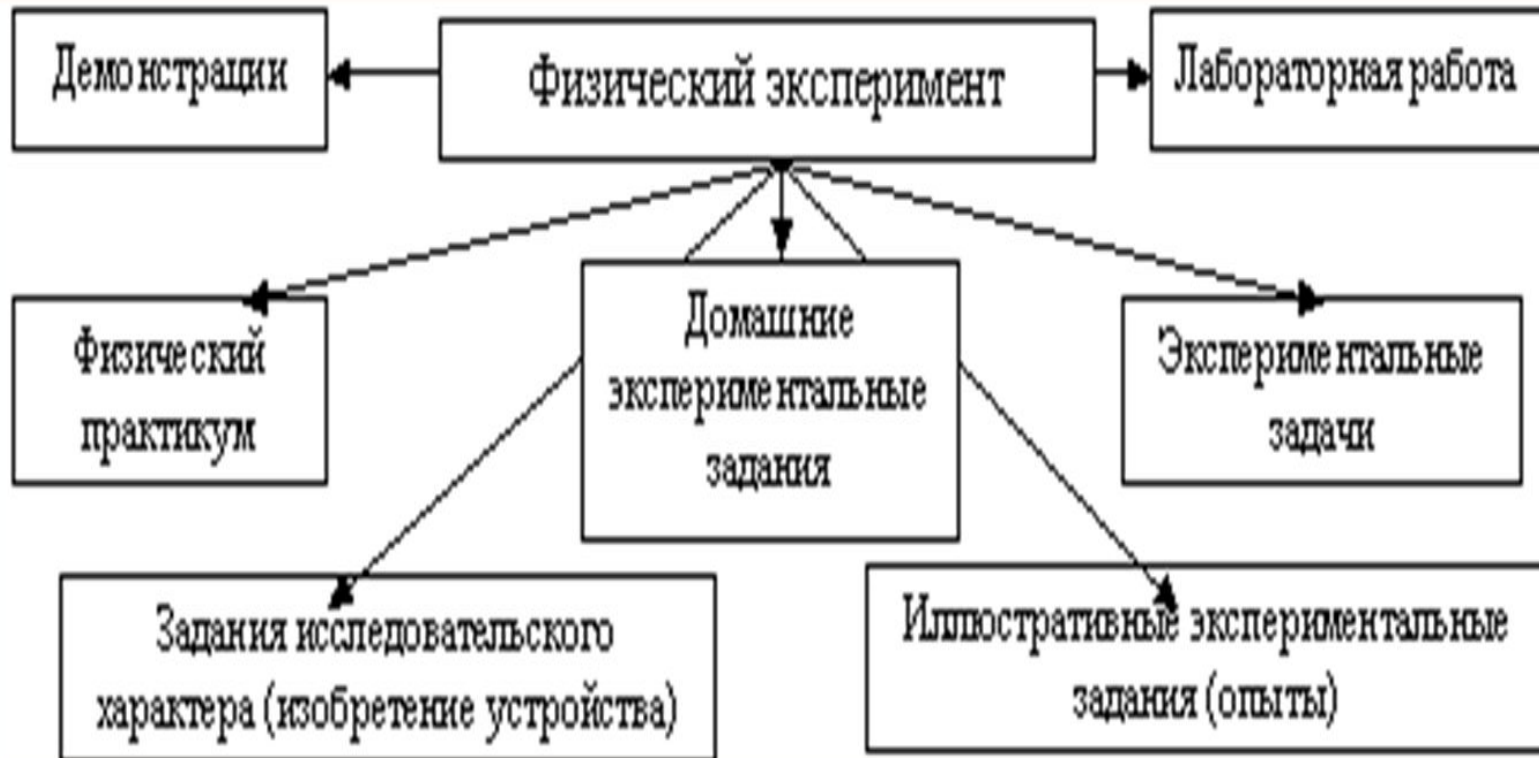 Демонстрации
Физический эксперимент
Лабораторная работа
Физический
практикум
Домашние
экспериментальные
задания
Экспериментальные
задачи
Задания исследовательского
характера (изобретение устройства)
Иллюстративные экспериментальные
задания (опыты)